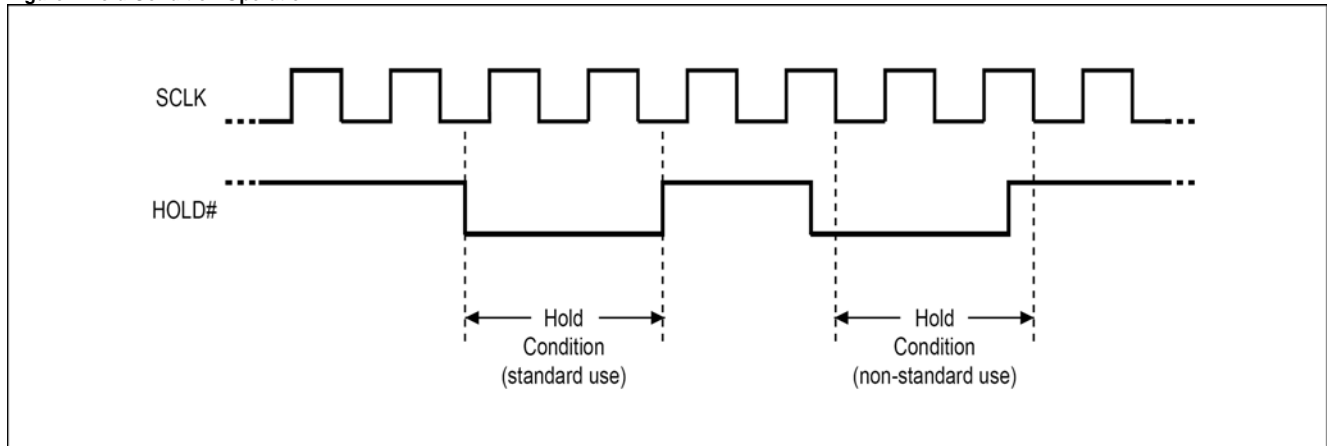 SCLK
HOLD#
Hold
Condition
(standard use)
Hold
Condition
(non-standard use)